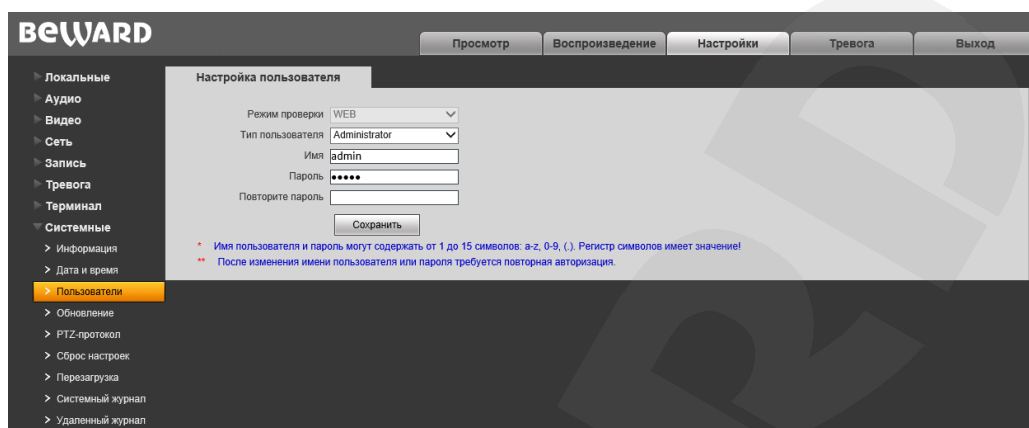 BEWARD
Просмотр
Воспроизведение
Настройки
Тревога
Выход
Локальные
Аудио
Видео
Сеть
Запись
Тревога
Терминал
Системные
Информация
Дата и время
Пользователи
Обновление
PTZ-протокол
Сброс настроек
Перезагрузка
Системный журнал
Удаленный журнал
Настройка пользователя
Режим проверки WEB
Тип пользователя Administrator
Имя admin
Пароль •••••
Повторите пароль
Сохранить
* Имя пользователя и пароль могут содержать от 1 до 15 символов: a-z, 0-9, (.). Регистр символов имеет значение!
** После изменения имени пользователя или пароля требуется повторная авторизация.